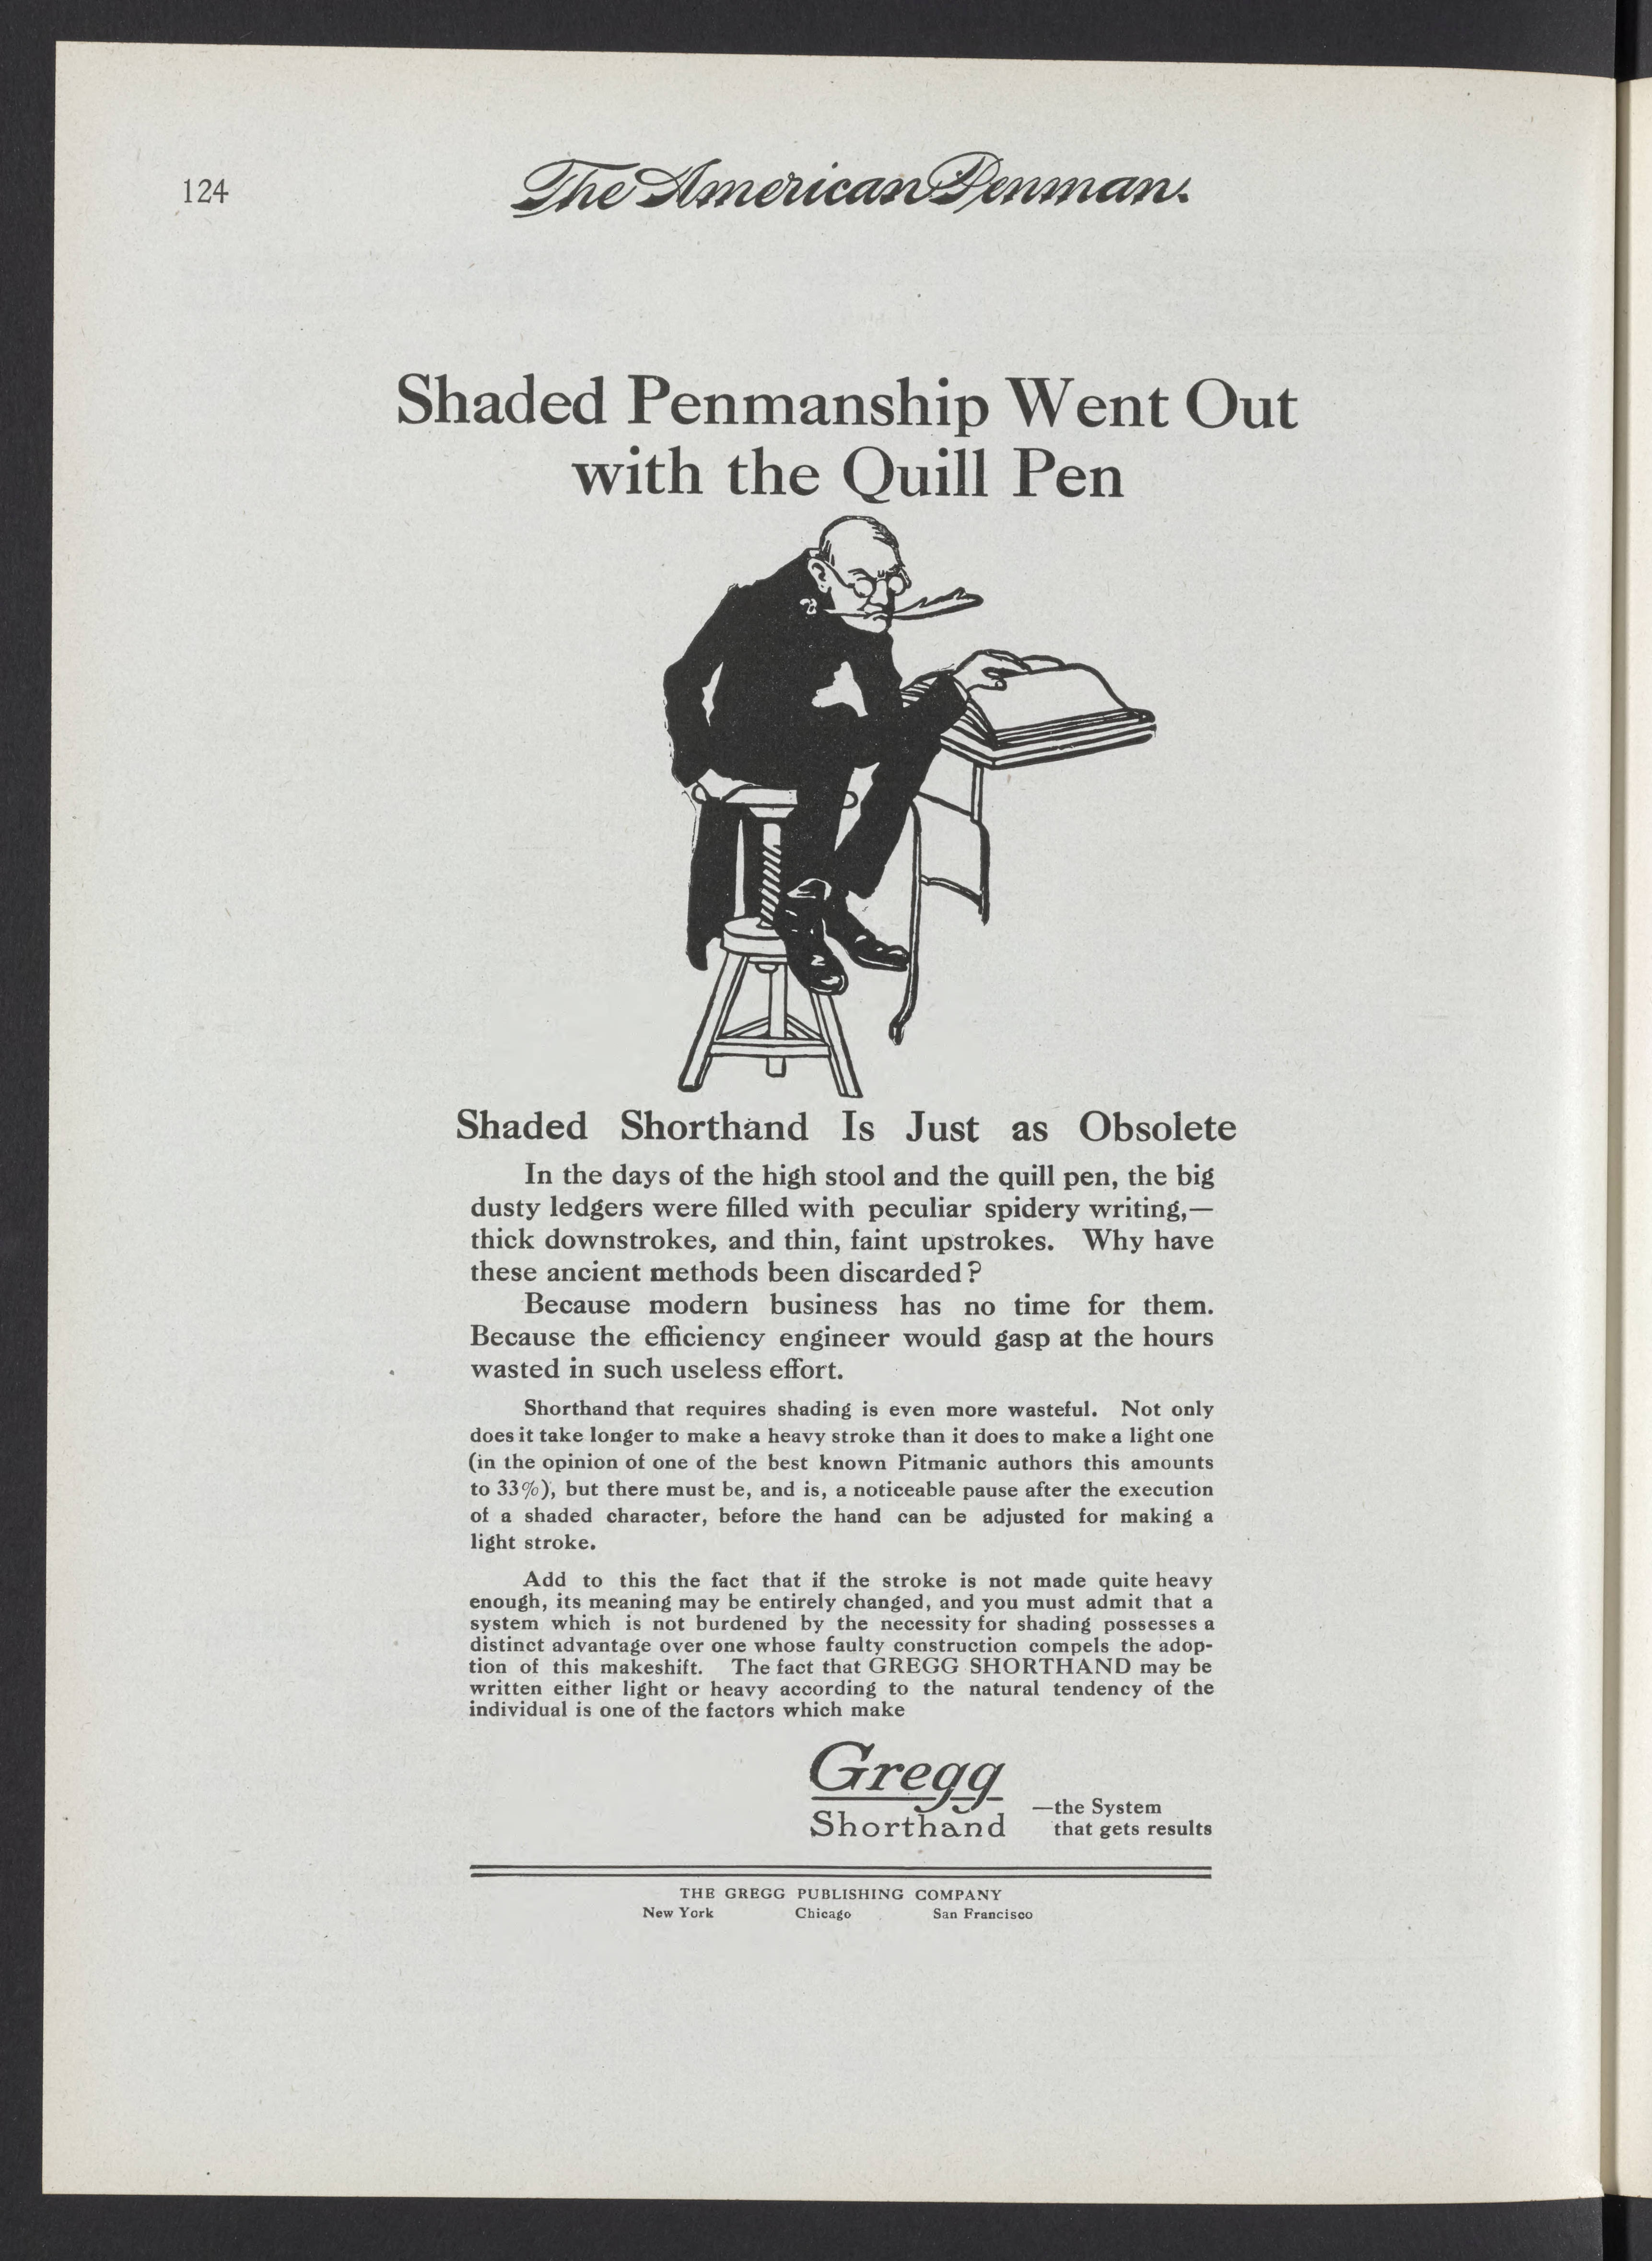 124
The American Penman.
Shaded Penmanship Went Out
with the Quill Pen
Shaded Shorthand Is Just as Obsolete
In the days of the high stool and the quill pen, the big
dusty ledgers were filled with peculiar spidery writing,—
thick downstrokes, and thin, faint upstrokes. Why have
these ancient methods been discarded?
Because modern business has no time for them.
Because the efficiency engineer would gasp at the hours
wasted in such useless effort.
Shorthand that requires shading is even more wasteful. Not only
does it take longer to make a heavy stroke than it does to make a light one
(in the opinion of one of the best known Pitmanic authors this amounts
to 33%), but there must be, and is, a noticeable pause after the execution
of a shaded character, before the hand can be adjusted for making a
light stroke.
Add to this the fact that if the stroke is not made quite heavy
enough, its meaning may be entirely changed, and you must admit that a
system which is not burdened by the necessity for shading possesses a
distinct advantage over one whose faulty construction compels the adop-
tion of this makeshift. The fact that GREGG SHORTHAND may be
written either light or heavy according to the natural tendency of the
individual is one of the factors which make
Gregg
Shorthand
—the System
that gets results
THE GREGG PUBLISHING COMPANY
New York Chicago San Francisco